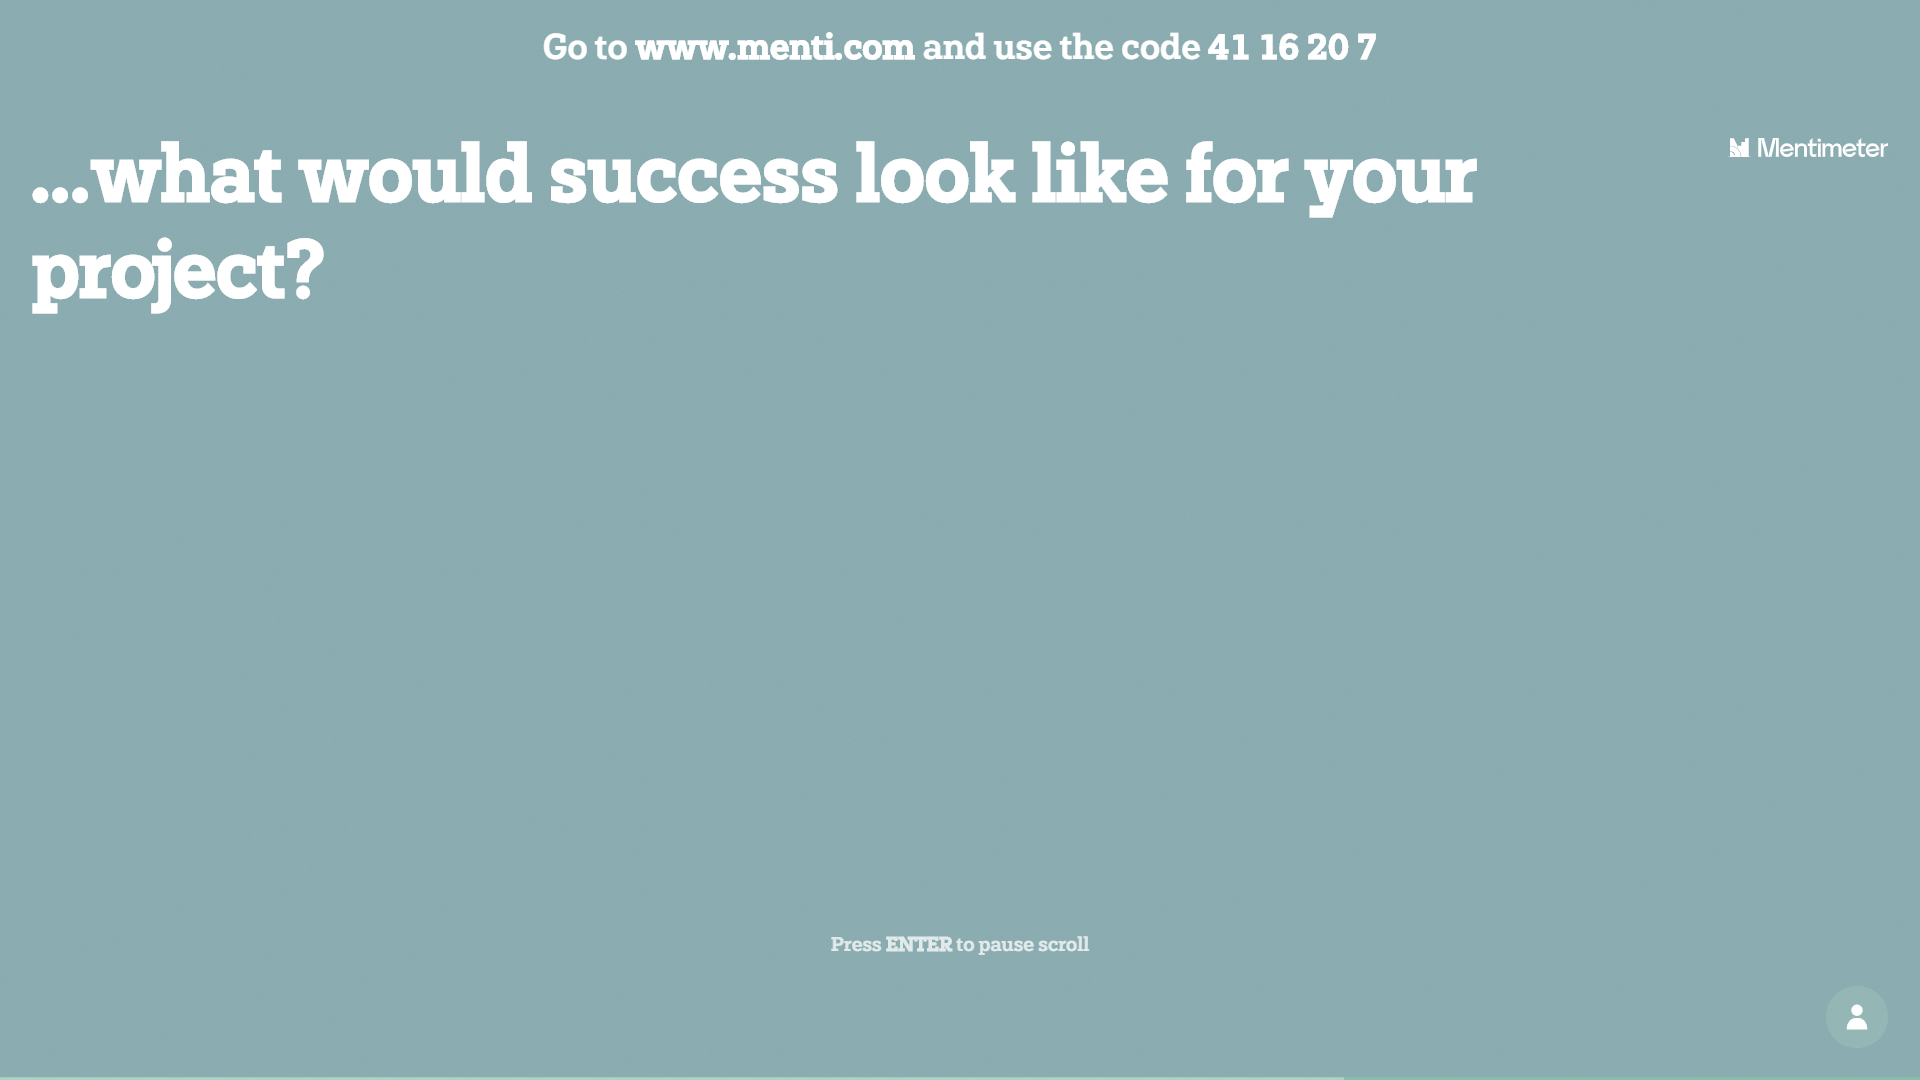 Go to www.menti.com and use the code 41 16 20 7
Mentimeter
...what would success look like for your
project?
Press ENTER to pause scroll